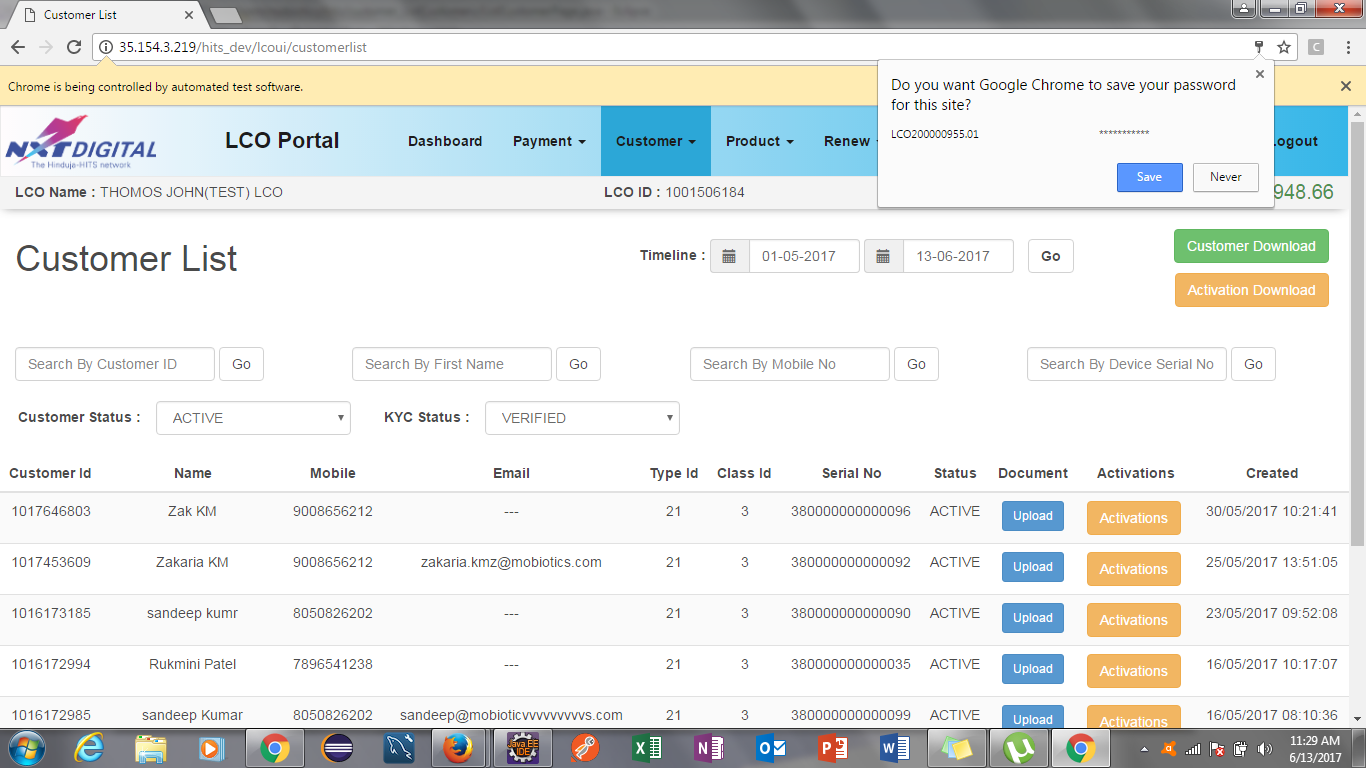 Customer List
35.154.3.219/hits_dev/lcoui/customerlist
C
Chrome is being controlled by automated test software.
Do you want Google Chrome to save your password
for this site?
LCO200000955.01 ***********
Save Never
NXTDIGITAL
The Hinduja-HITS network
LCO Portal
Dashboard Payment Customer Product Renew Logout
LCO Name : THOMOS JOHN(TEST) LCO LCO ID : 1001506184 948.66
Customer List
Timeline : 01-05-2017 13-06-2017 Go
Customer Download
Activation Download
Search By Customer ID Go Search By First Name Go Search By Mobile No Go Search By Device Serial No Go
Customer Status : ACTIVE KYC Status : VERIFIED
Customer Id Name Mobile Email Type Id Class Id Serial No Status Document Activations Created
1017646803 Zak KM 9008656212 --- 21 3 380000000000096 ACTIVE Upload Activations 30/05/2017 10:21:41
1017453609 Zakaria KM 9008656212 zakaria.kmz@mobiotics.com 21 3 380000000000092 ACTIVE Upload Activations 25/05/2017 13:51:05
1016173185 sandeep kumr 8050826202 --- 21 3 380000000000090 ACTIVE Upload Activations 23/05/2017 09:52:08
1016172994 Rukmini Patel 7896541238 --- 21 3 380000000000035 ACTIVE Upload Activations 16/05/2017 10:17:07
1016172985 sandeep Kumar 8050826202 sandeep@mobioticvvvvvvvvvs.com 21 3 380000000000099 ACTIVE Upload Activations 16/05/2017 08:10:36
Java EE
IDE
11:29 AM
6/13/2017